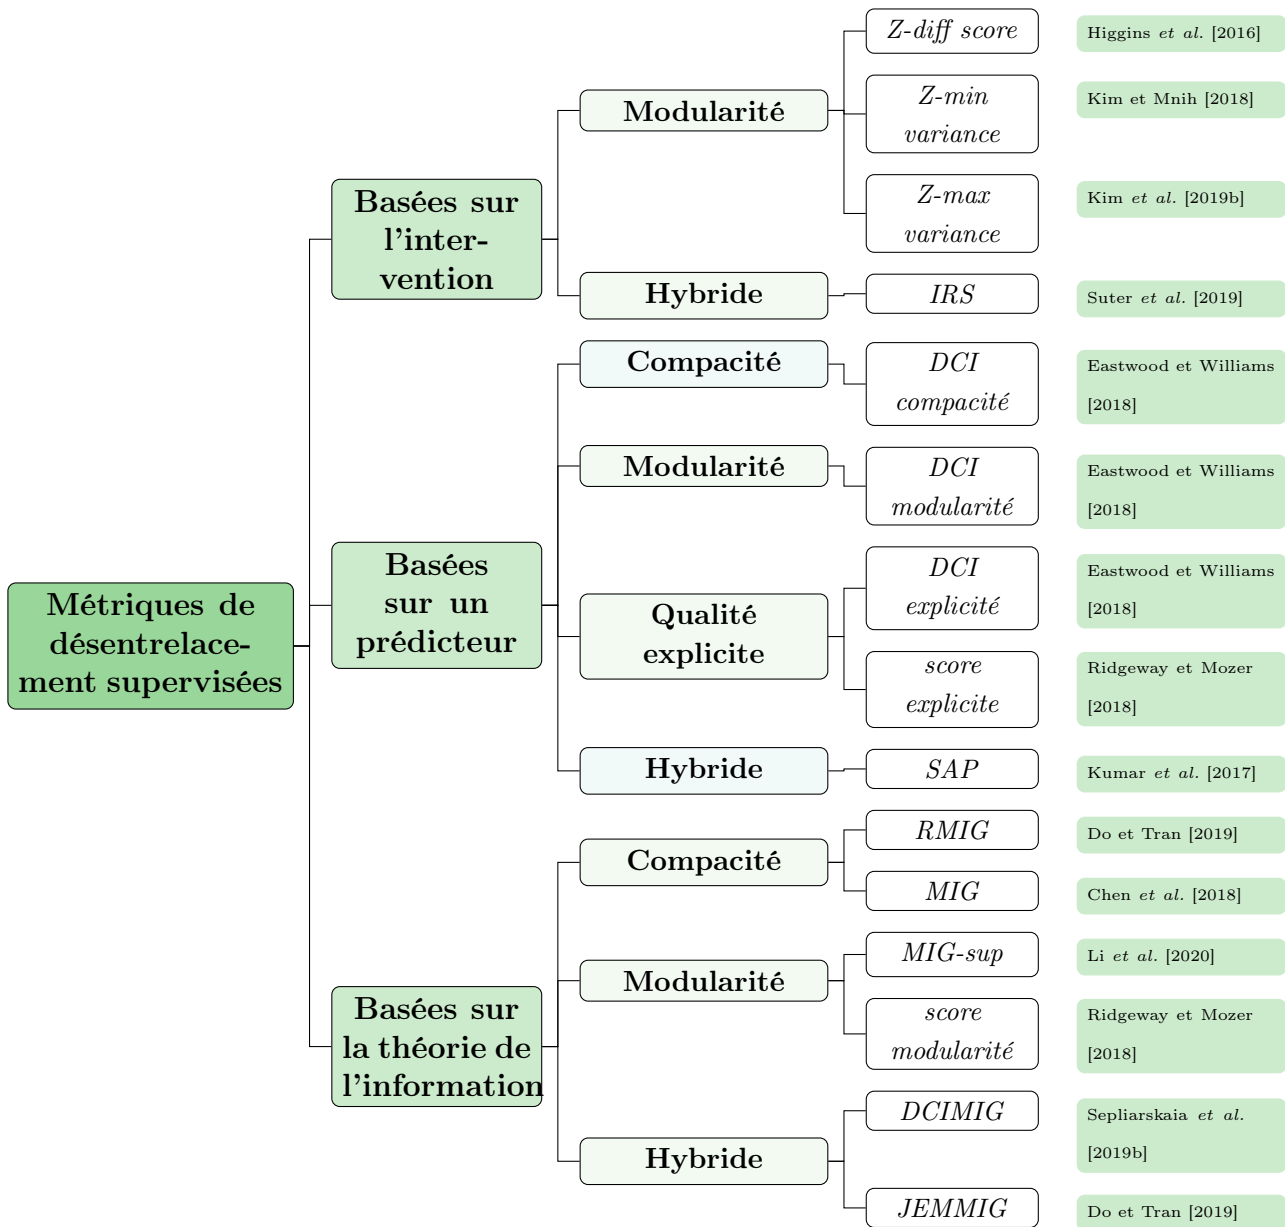 Métriques de
désentrelace-
ment supervisées
Basées sur
l'inter-
vention
Modularité
Z-diff score
Higgins et al. [2016]
Z-min
variance
Kim et Mnih [2018]
Z-max
variance
Kim et al. [2019b]
Hybride
IRS
Suter et al. [2019]
Basées
sur un
prédicteur
Compacité
DCI
compacité
Eastwood et Williams
[2018]
Modularité
DCI
modularité
Eastwood et Williams
[2018]
Qualité
explicite
DCI
explicité
Eastwood et Williams
[2018]
score
explicite
Ridgeway et Mozer
[2018]
Hybride
SAP
Kumar et al. [2017]
Basées sur
la théorie de
l'information
Compacité
RMIG
Do et Tran [2019]
MIG
Chen et al. [2018]
Modularité
MIG-sup
Li et al. [2020]
score
modularité
Ridgeway et Mozer
[2018]
Hybride
DCIMIG
Sepliarskaia et al.
[2019b]
JEMMIG
Do et Tran [2019]